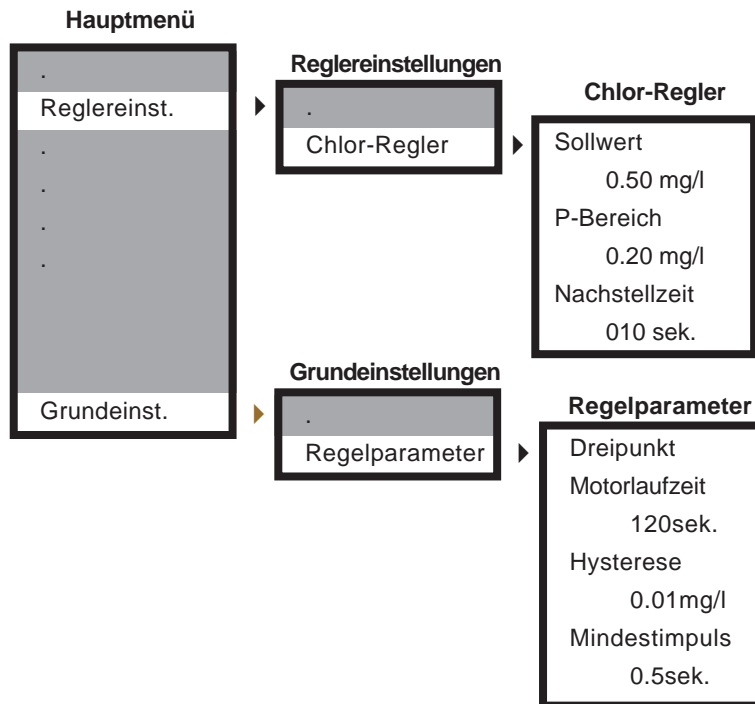 Hauptmenü
.
Reglereinst.
.
.
.
.
Grundeinst.
Reglereinstellungen
.
Chlor-Regler
Chlor-Regler
Sollwert
0.50 mg/l
P-Bereich
0.20 mg/l
Nachstellzeit
010 sek.
Grundeinstellungen
.
Regelparameter
Regelparameter
Dreipunkt
Motorlaufzeit
120sek.
Hysterese
0.01mg/l
Mindestimpuls
0.5sek.